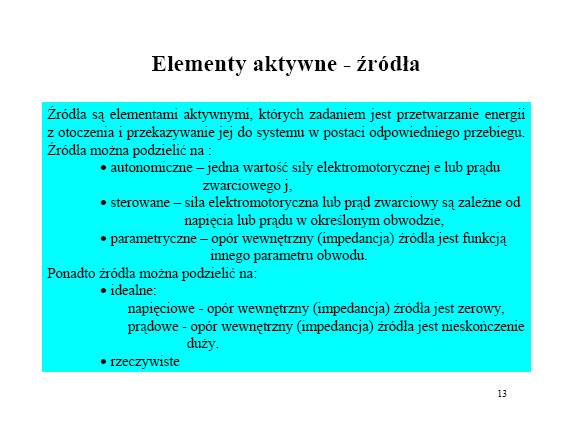 Elementy aktywne - źródła
Źródła są elementami aktywnymi, których zadaniem jest przetwarzanie energii
z otoczenia i przekazywanie jej do systemu w postaci odpowiedniego przebiegu.
Źródła można podzielić na :
• autonomiczne – jedna wartość siły elektromotorycznej e lub prądu
zwarciowego j,
• sterowane – siła elektromotoryczna lub prąd zwarciowy są zależne od
napięcia lub prądu w określonym obwodzie,
• parametryczne – opór wewnętrzny (impedancja) źródła jest funkcją
innego parametru obwodu.
Ponadto źródła można podzielić na:
• idealne:
napięciowe - opór wewnętrzny (impedancja) źródła jest zerowy,
prądowe - opór wewnętrzny (impedancja) źródła jest nieskończenie
duży.
• rzeczywiste
13